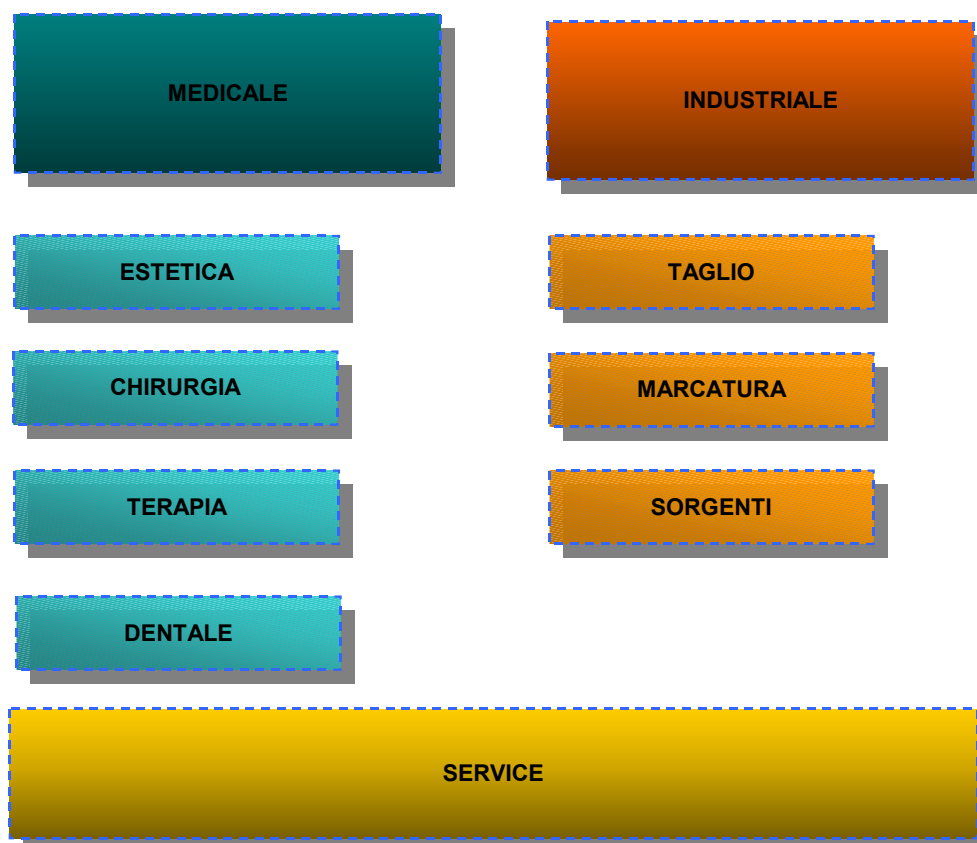 MEDICALE
INDUSTRIALE
ESTETICA
TAGLIO
CHIRURGIA
MARCATURA
TERAPIA
SORGENTI
DENTALE
SERVICE